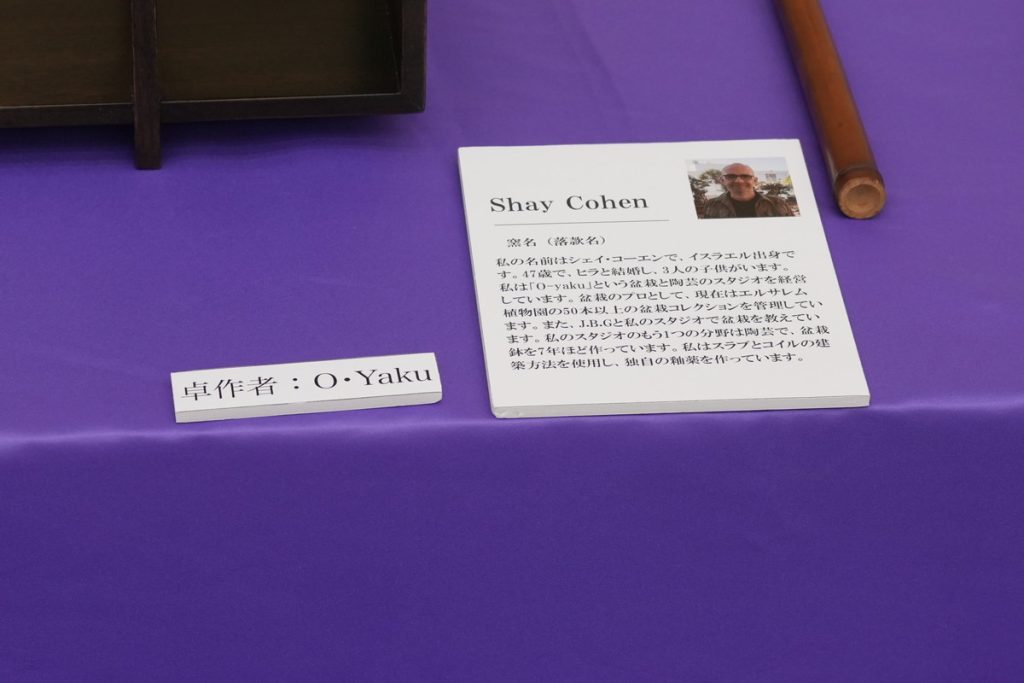 Shay Cohen
窯名（落款名）
私の名前はシェイ・コーエンで、イスラエル出身で
す。47歳で、ヒラと結婚し、3人の子供がいます。
私は「O-yaku」という盆栽と陶芸のスタジオを経営
しています。盆栽のプロとして、現在はエルサレム
植物園の50本以上の盆栽コレクションを管理してい
ます。また、J.B.Gと私のスタジオで盆栽を教えてい
ます。私のスタジオのもう1つの分野は陶芸で、盆栽
鉢を7年ほど作っています。私はスラブとコイルの建
築方法を使用し、独自の釉薬を作っています。
卓作者：O・Yaku